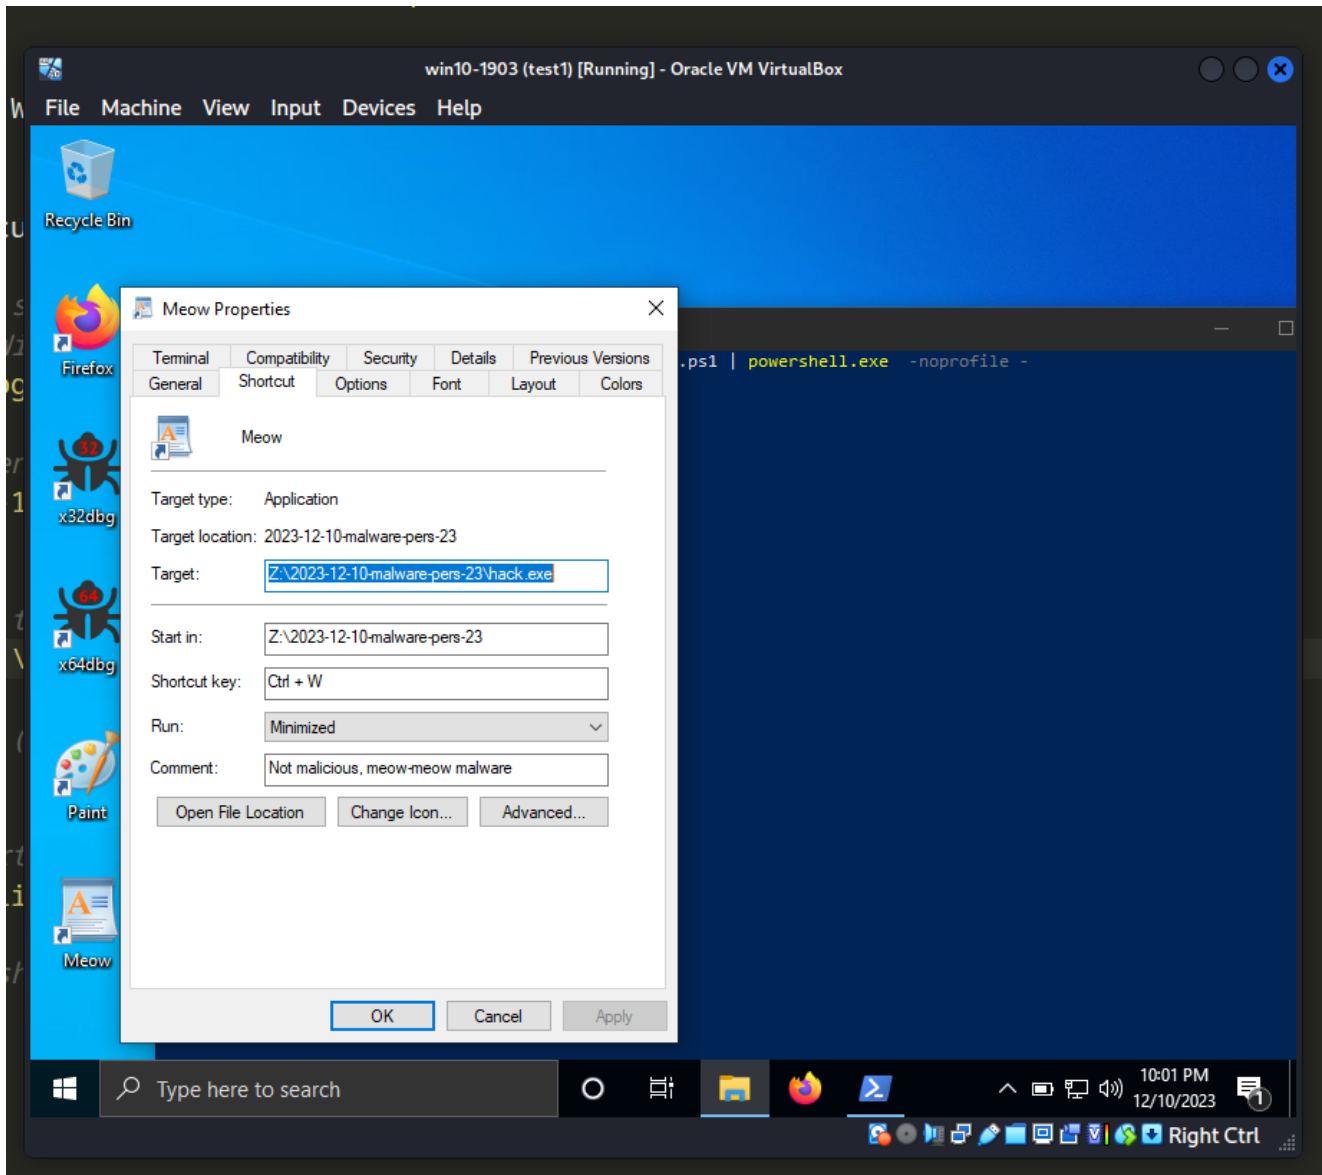 win10-1903 (test1) [Running] - Oracle VM VirtualBox
File Machine View Input Devices Help
Recycle Bin
Firefox
32
x32dbg
64
x64dbg
Paint
Meow
Meow Properties
Terminal Compatibility Security Details Previous Versions
General Shortcut Options Font Layout Colors
Meow
Target type: Application
Target location: 2023-12-10-malware-pers-23
Target: Z:\2023-12-10-malware-pers-23\hack.exe
Start in: Z:\2023-12-10-malware-pers-23
Shortcut key: Ctrl + W
Run: Minimized
Comment: Not malicious, meow-meow malware
Open File Location Change Icon... Advanced...
OK Cancel Apply
.ps1 | powershell.exe -noprofile -
Type here to search
10:01 PM
12/10/2023
1
Right Ctrl